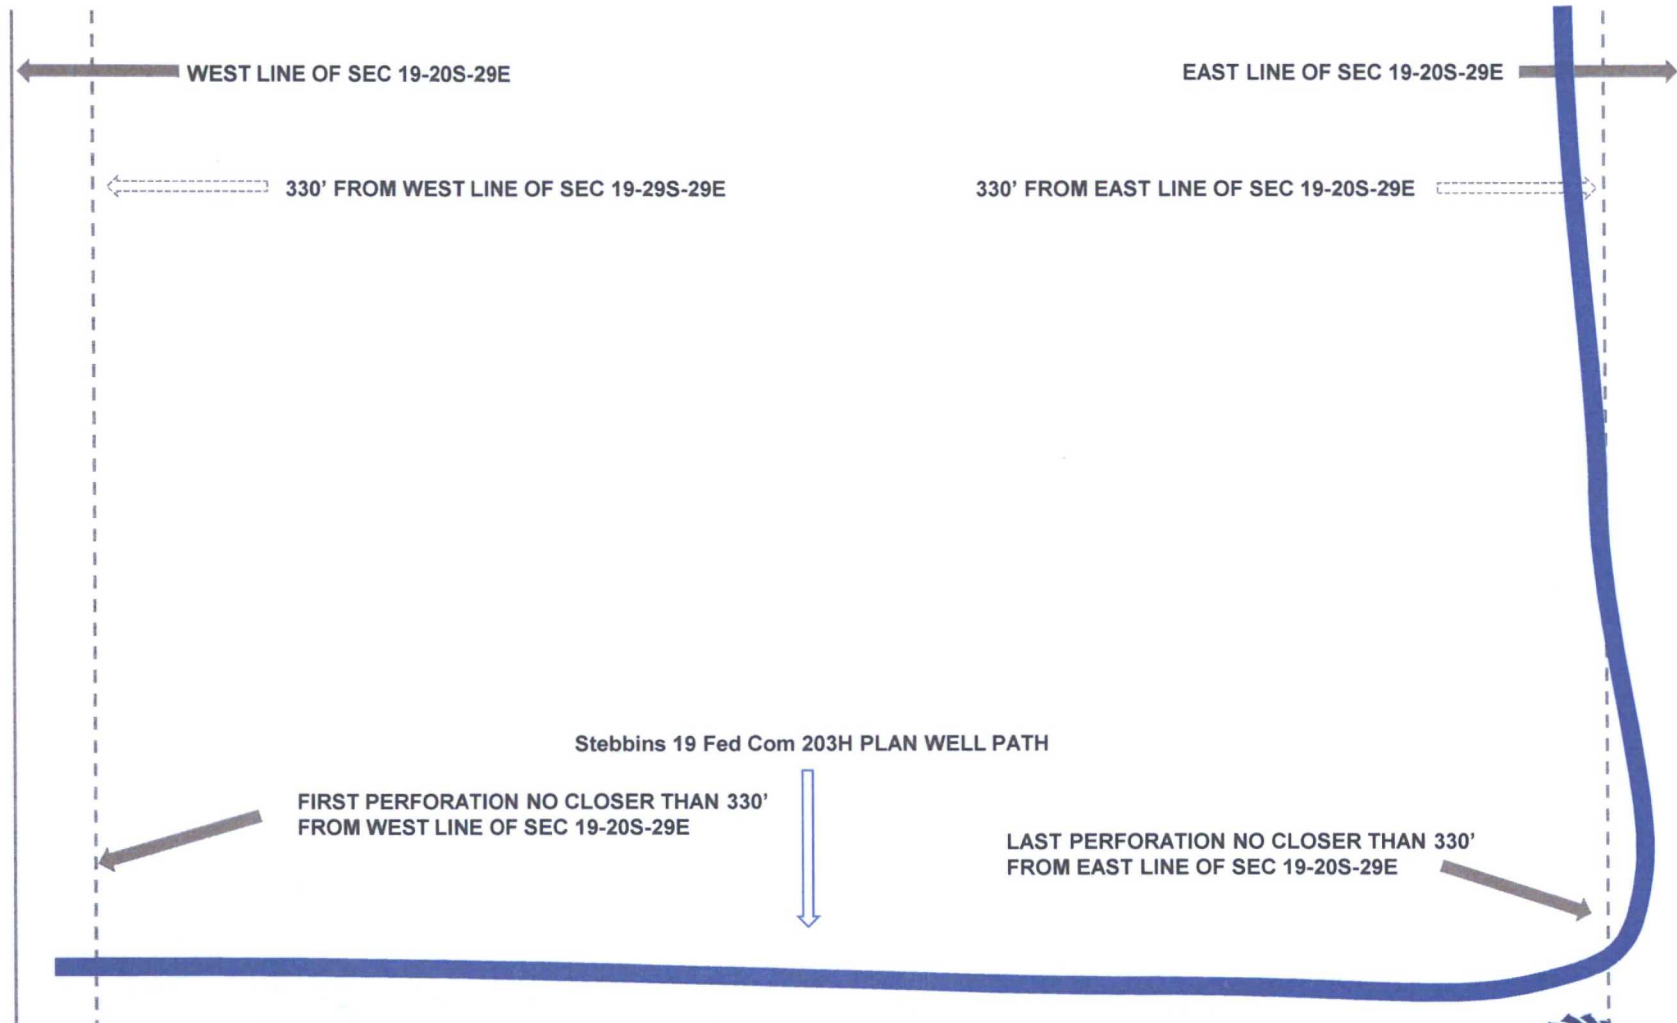 WEST LINE OF SEC 19-20S-29E
EAST LINE OF SEC 19-20S-29E
330' FROM WEST LINE OF SEC 19-29S-29E
330' FROM EAST LINE OF SEC 19-20S-29E
Stebbins 19 Fed Com 203H PLAN WELL PATH
FIRST PERFORATION NO CLOSER THAN 330'
FROM WEST LINE OF SEC 19-20S-29E
LAST PERFORATION NO CLOSER THAN 330'
FROM EAST LINE OF SEC 19-20S-29E